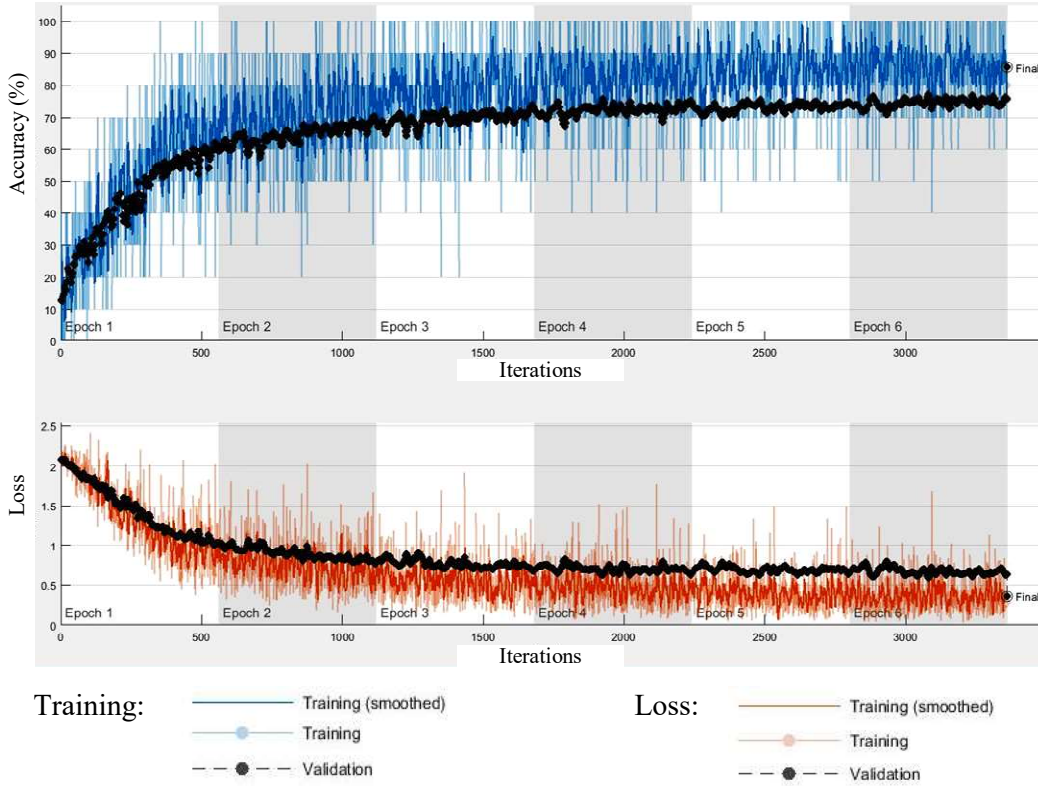 Accuracy (%)
100
90
80
70
60
50
40
30
20
10
0
Final
Epoch 1 Epoch 2 Epoch 3 Epoch 4 Epoch 5 Epoch 6
0 500 1000 1500 2000 2500 3000
Iterations
Loss
2.5
2
1.5
1
0.5
0
Final
Epoch 1 Epoch 2 Epoch 3 Epoch 4 Epoch 5 Epoch 6
0 500 1000 1500 2000 2500 3000
Iterations
Training:
Training (smoothed)
Training
Validation
Loss:
Training (smoothed)
Training
Validation